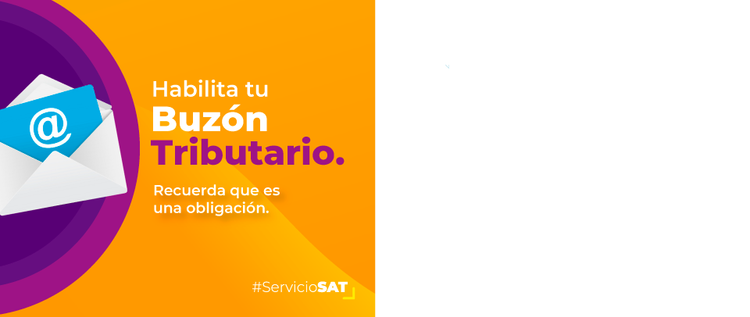 Habilita tu
Buzón
Tributario.
Recuerda que es
una obligación.
#ServicioSAT
@